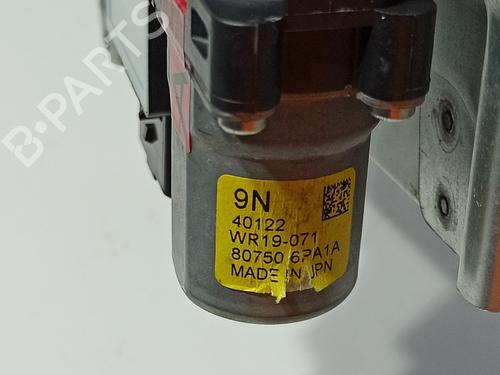 B-PARTS
9N
40122
WR19-071
80750 6PA1A
MADE IN JPN